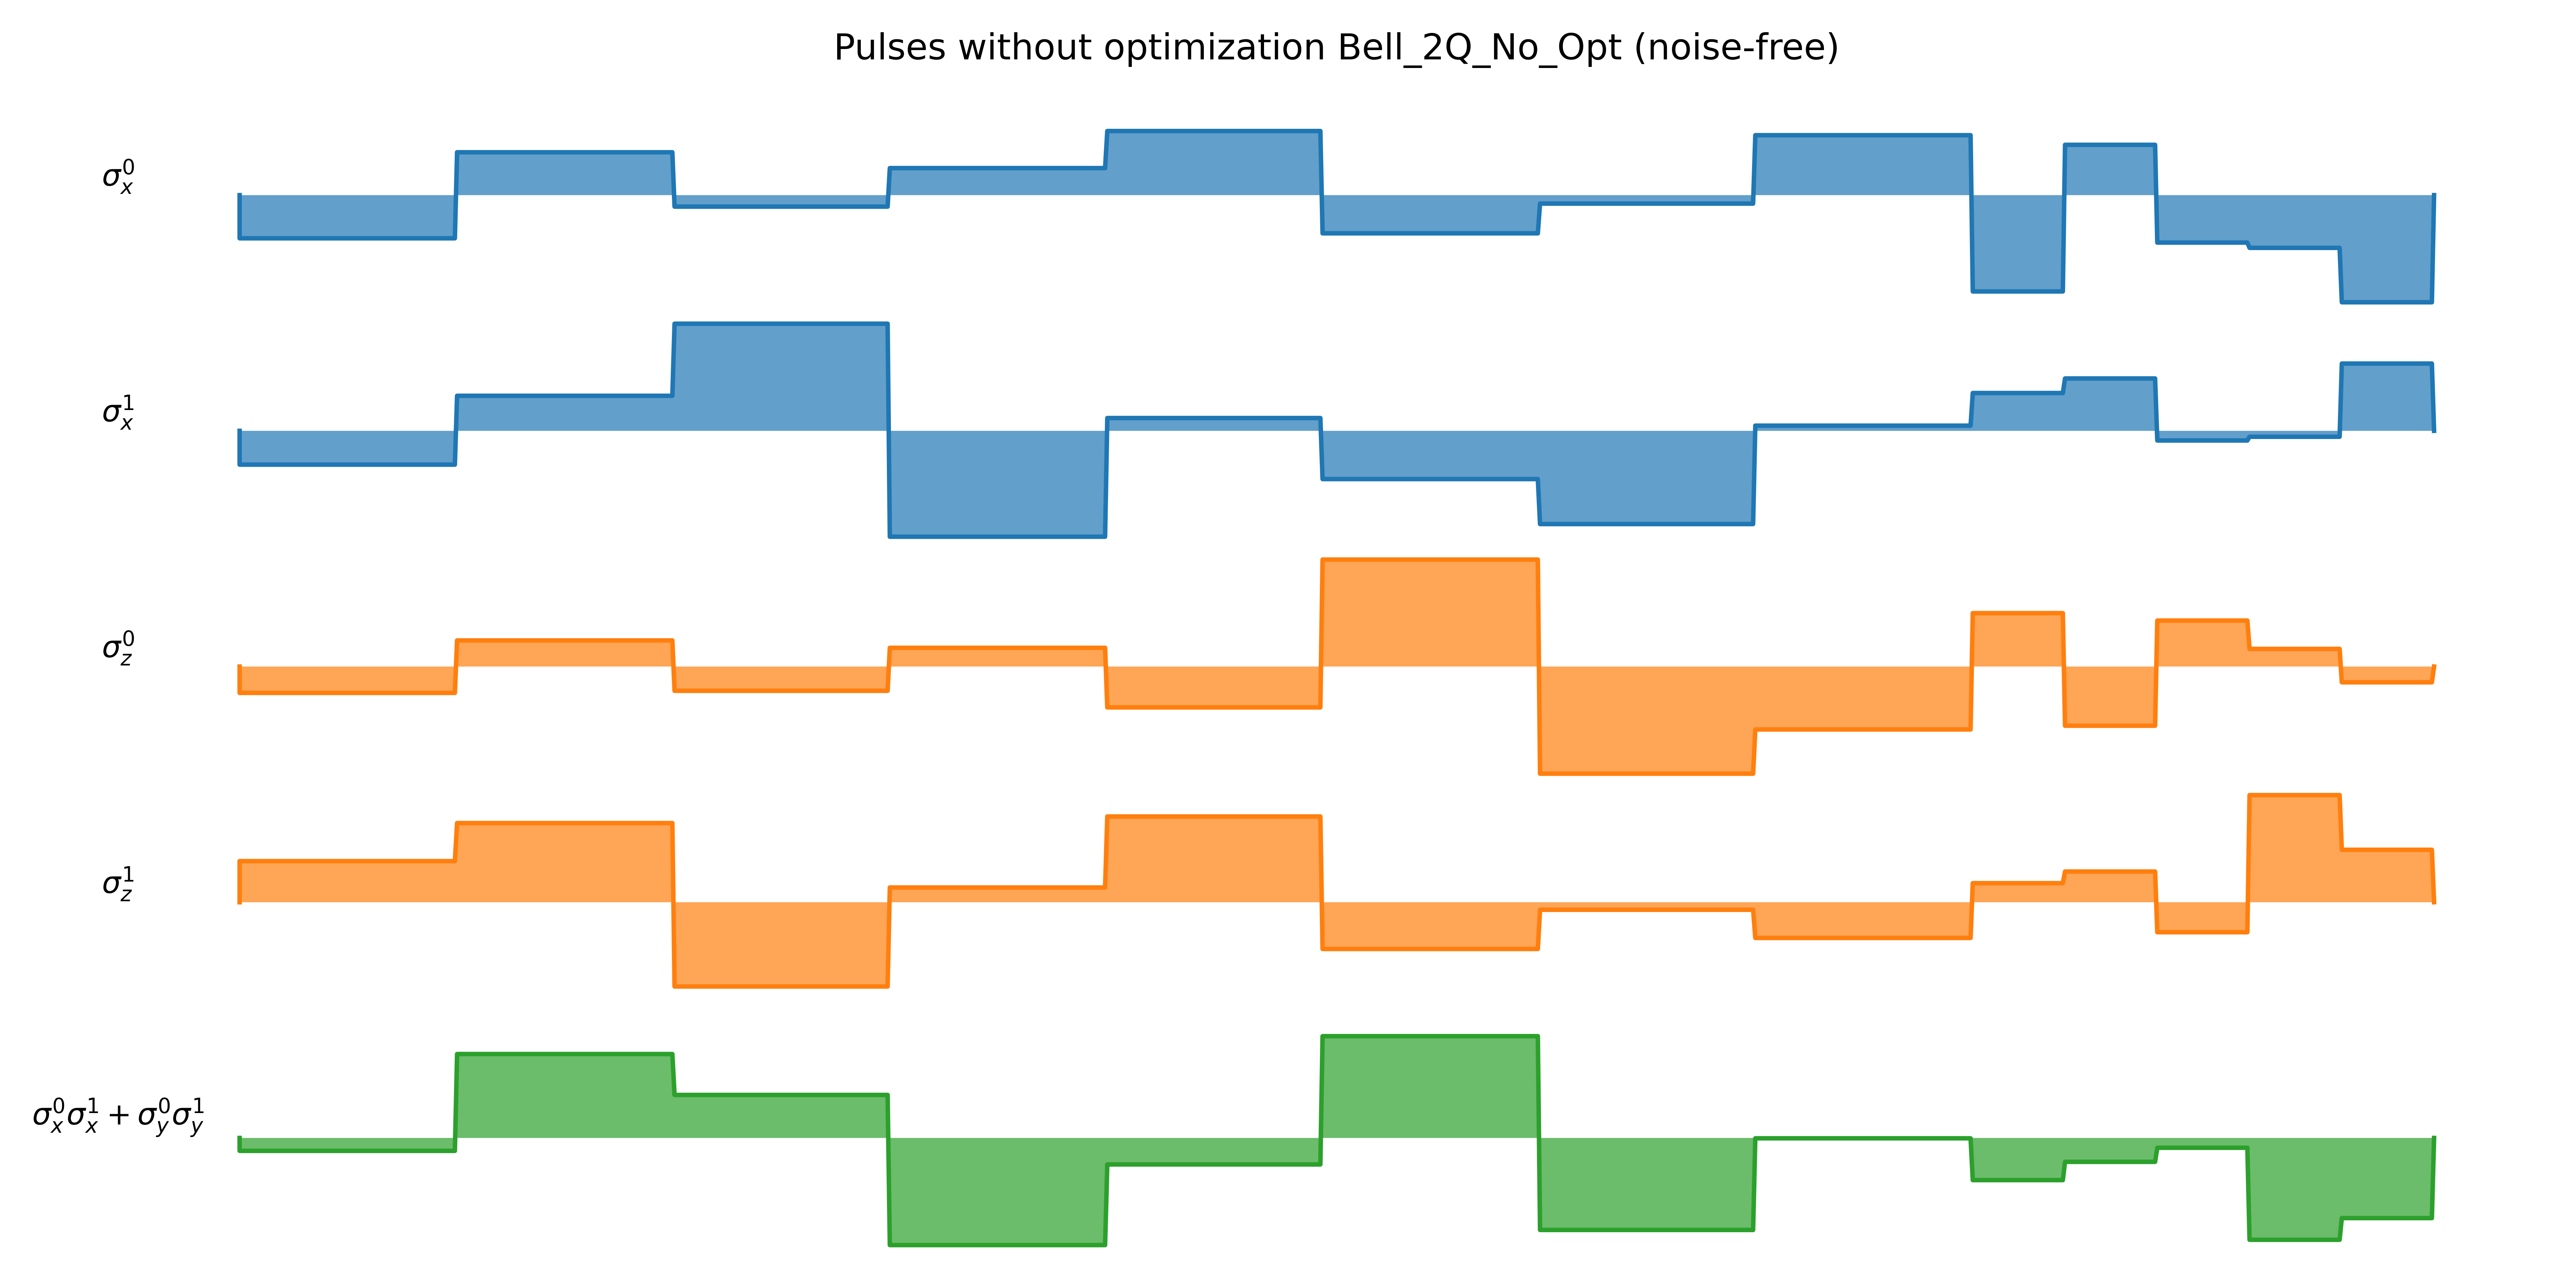 Pulses without optimization Bell_2Q_No_Opt (noise-free)
σ_x^0
σ_x^1
σ_z^0
σ_z^1
σ_x^0σ_x^1 + σ_y^0σ_y^1